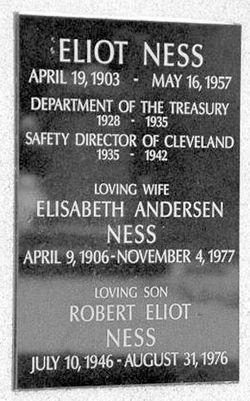 ELIOT NESS
APRIL 19, 1903 - MAY 16, 1957
DEPARTMENT OF THE TREASURY
1928 - 1935
SAFETY DIRECTOR OF CLEVELAND
1935 - 1942
LOVING WIFE
ELISABETH ANDERSEN
NESS
APRIL 9, 1906 - NOVEMBER 4, 1977
LOVING SON
ROBERT ELIOT
NESS
JULY 10, 1946 - AUGUST 31, 1976